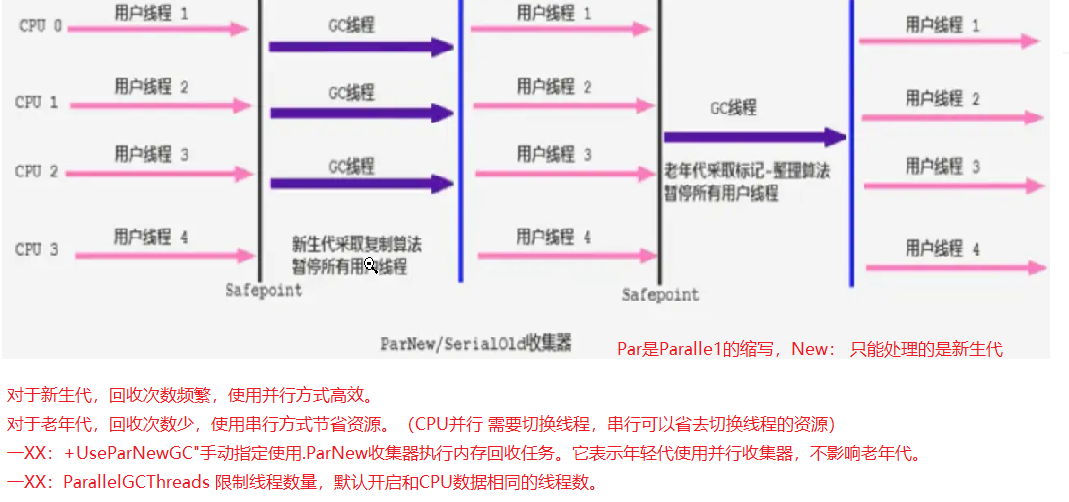 CPU 0 用户线程 1 GC线程 用户线程 1 用户线程 1
CPU 1 用户线程 2 GC线程 用户线程 2 GC线程 用户线程 2
CPU 2 用户线程 3 GC线程 用户线程 3 用户线程 3
老年代采取标记-整理算法
暂停所有用户线程
CPU 3 用户线程 4 用户线程 4 用户线程 4
新生代采取复制算法
暂停所有用户线程
Safepoint Safepoint
ParNew/SerialOld收集器
Par是Paralle1的缩写，New： 只能处理的是新生代
对于新生代，回收次数频繁，使用并行方式高效。
对于老年代，回收次数少，使用串行方式节省资源。（CPU并行 需要切换线程，串行可以省去切换线程的资源）
一XX：+UseParNewGC"手动指定使用.ParNew收集器执行内存回收任务。它表示年轻代使用并行收集器，不影响老年代。
一XX：ParallelGCThreads 限制线程数量，默认开启和CPU数据相同的线程数。